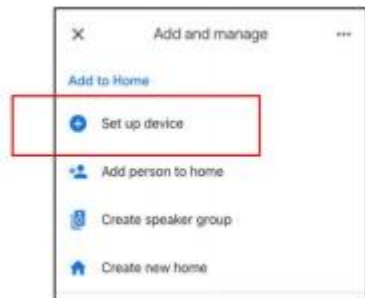 Add and manage
Add to Home
Set up device
Add person to home
Create speaker group
Create new home